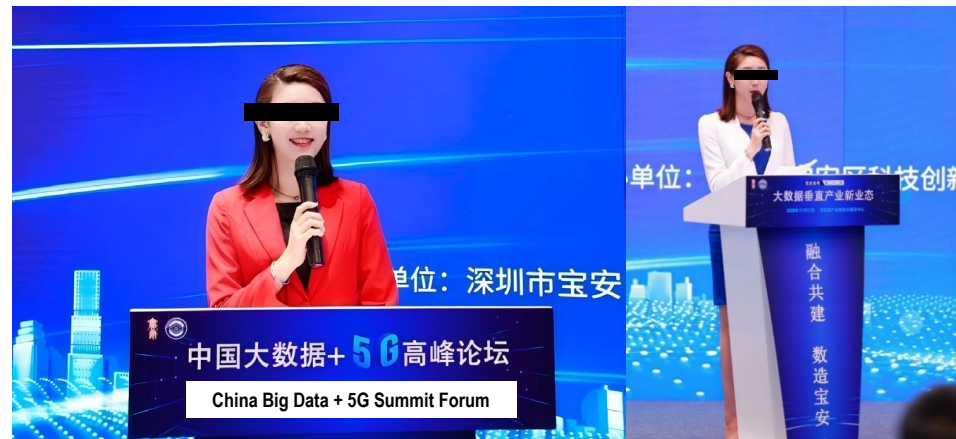 单位：深圳市宝安
中国大数据+5G高峰论坛
China Big Data + 5G Summit Forum
单位：
安区科技创新
大数据垂直产业新业态
融合共建 数造宝安